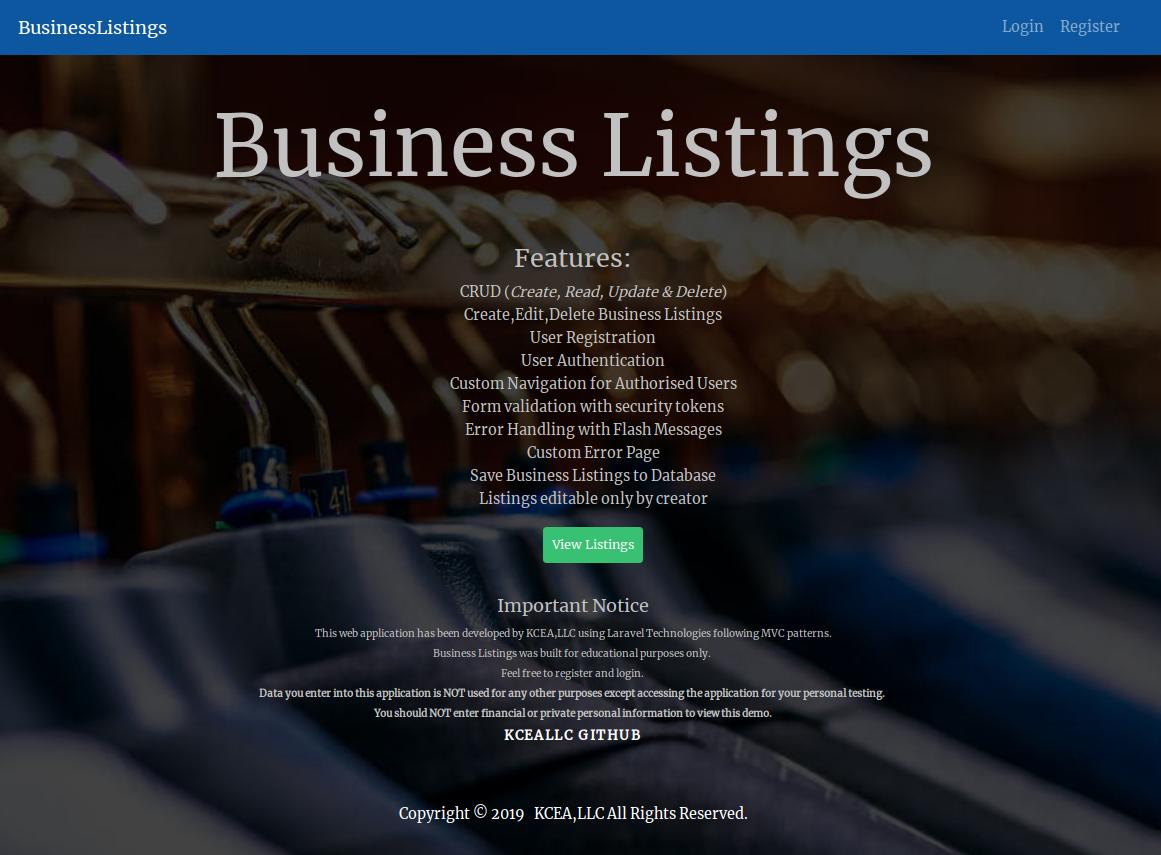 BusinessListings
Login Register
Business Listings
Features:
CRUD (Create, Read, Update & Delete)
Create,Edit,Delete Business Listings
User Registration
User Authentication
Custom Navigation for Authorised Users
Form validation with security tokens
Error Handling with Flash Messages
Custom Error Page
Save Business Listings to Database
Listings editable only by creator
R 4
R 41
View Listings
Important Notice
This web application has been developed by KCEA,LLC using Laravel Technologies following MVC patterns.
Business Listings was built for educational purposes only.
Feel free to register and login.
Data you enter into this application is NOT used for any other purposes except accessing the application for your personal testing.
You should NOT enter financial or private personal information to view this demo.
KCEALLC GITHUB
Copyright © 2019 KCEA,LLC All Rights Reserved.